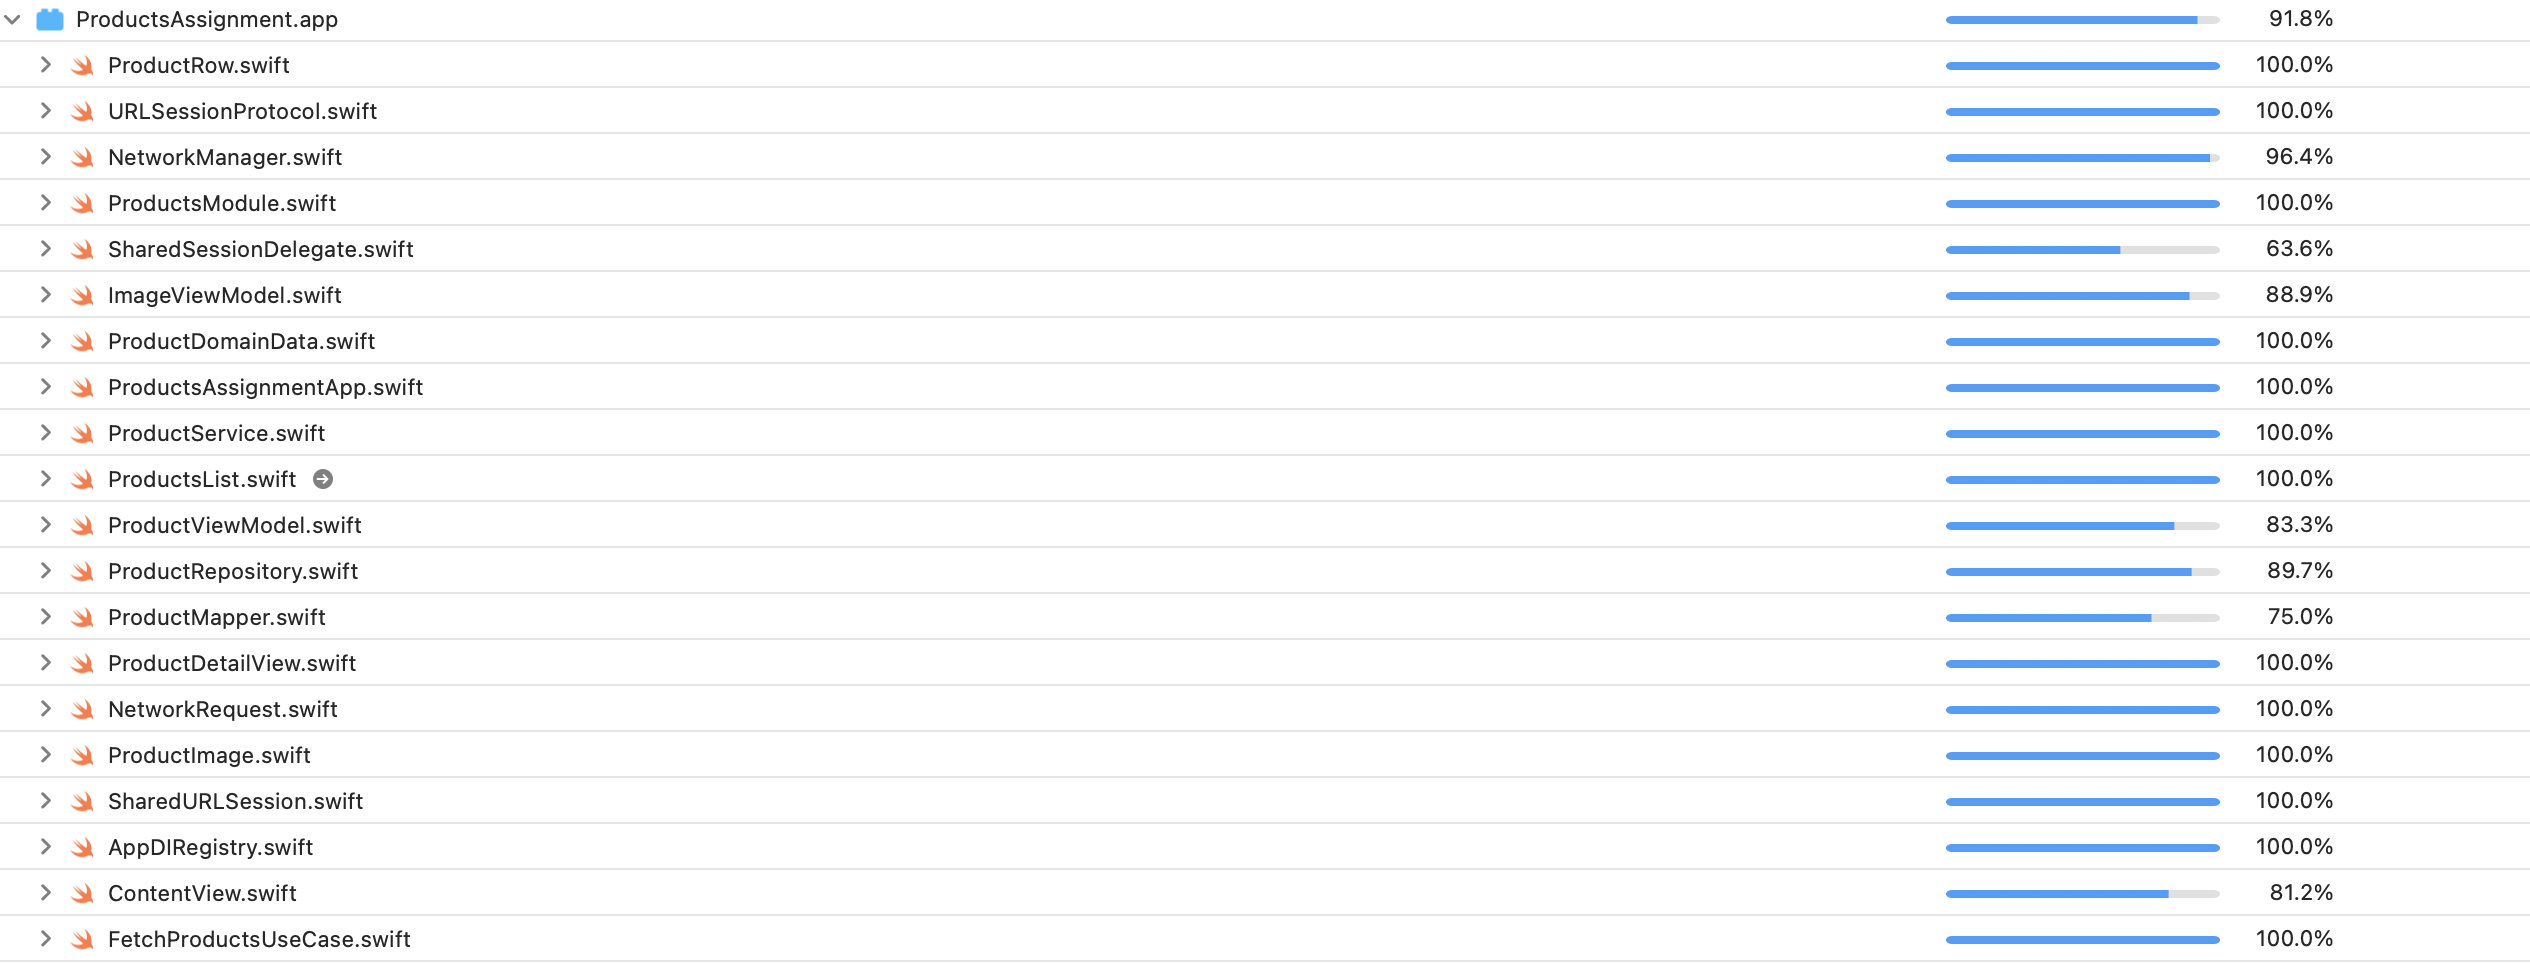 ProductsAssignment.app 91.8%
ProductRow.swift 100.0%
URLSessionProtocol.swift 100.0%
NetworkManager.swift 96.4%
ProductsModule.swift 100.0%
SharedSessionDelegate.swift 63.6%
ImageViewModel.swift 88.9%
ProductDomainData.swift 100.0%
ProductsAssignmentApp.swift 100.0%
ProductService.swift 100.0%
ProductsList.swift 100.0%
ProductViewModel.swift 83.3%
ProductRepository.swift 89.7%
ProductMapper.swift 75.0%
ProductDetailView.swift 100.0%
NetworkRequest.swift 100.0%
ProductImage.swift 100.0%
SharedURLSession.swift 100.0%
AppDIRegistry.swift 100.0%
ContentView.swift 81.2%
FetchProductsUseCase.swift 100.0%